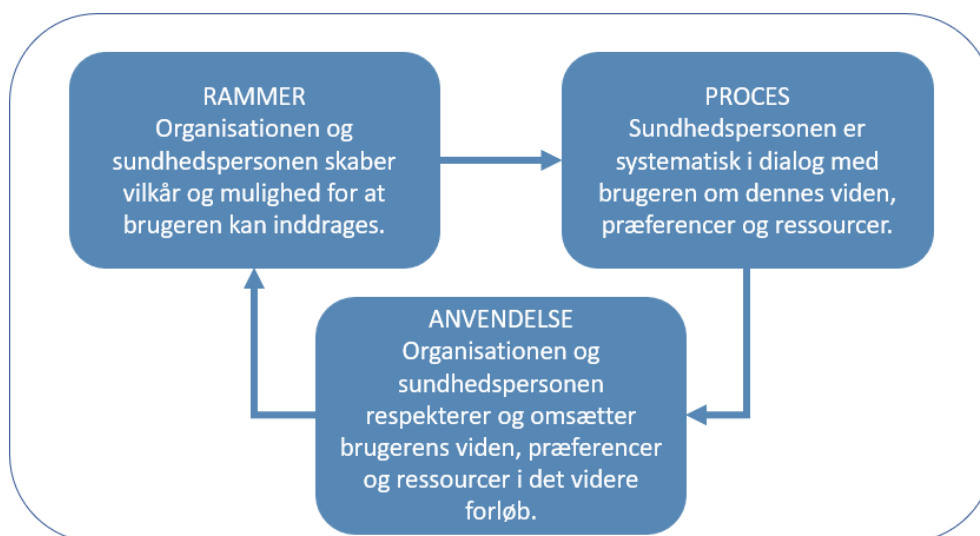 RAMMER
Organisationen og
sundhedspersonen skaber
vilkår og mulighed for at
brugeren kan inddrages.
PROCES
Sundhedspersonen er
systematisk i dialog med
brugeren om dennes viden,
præferencer og ressourcer.
ANVENDELSE
Organisationen og
sundhedspersonen
respekterer og omsætter
brugerens viden, præferencer
og ressourcer i det videre
forløb.